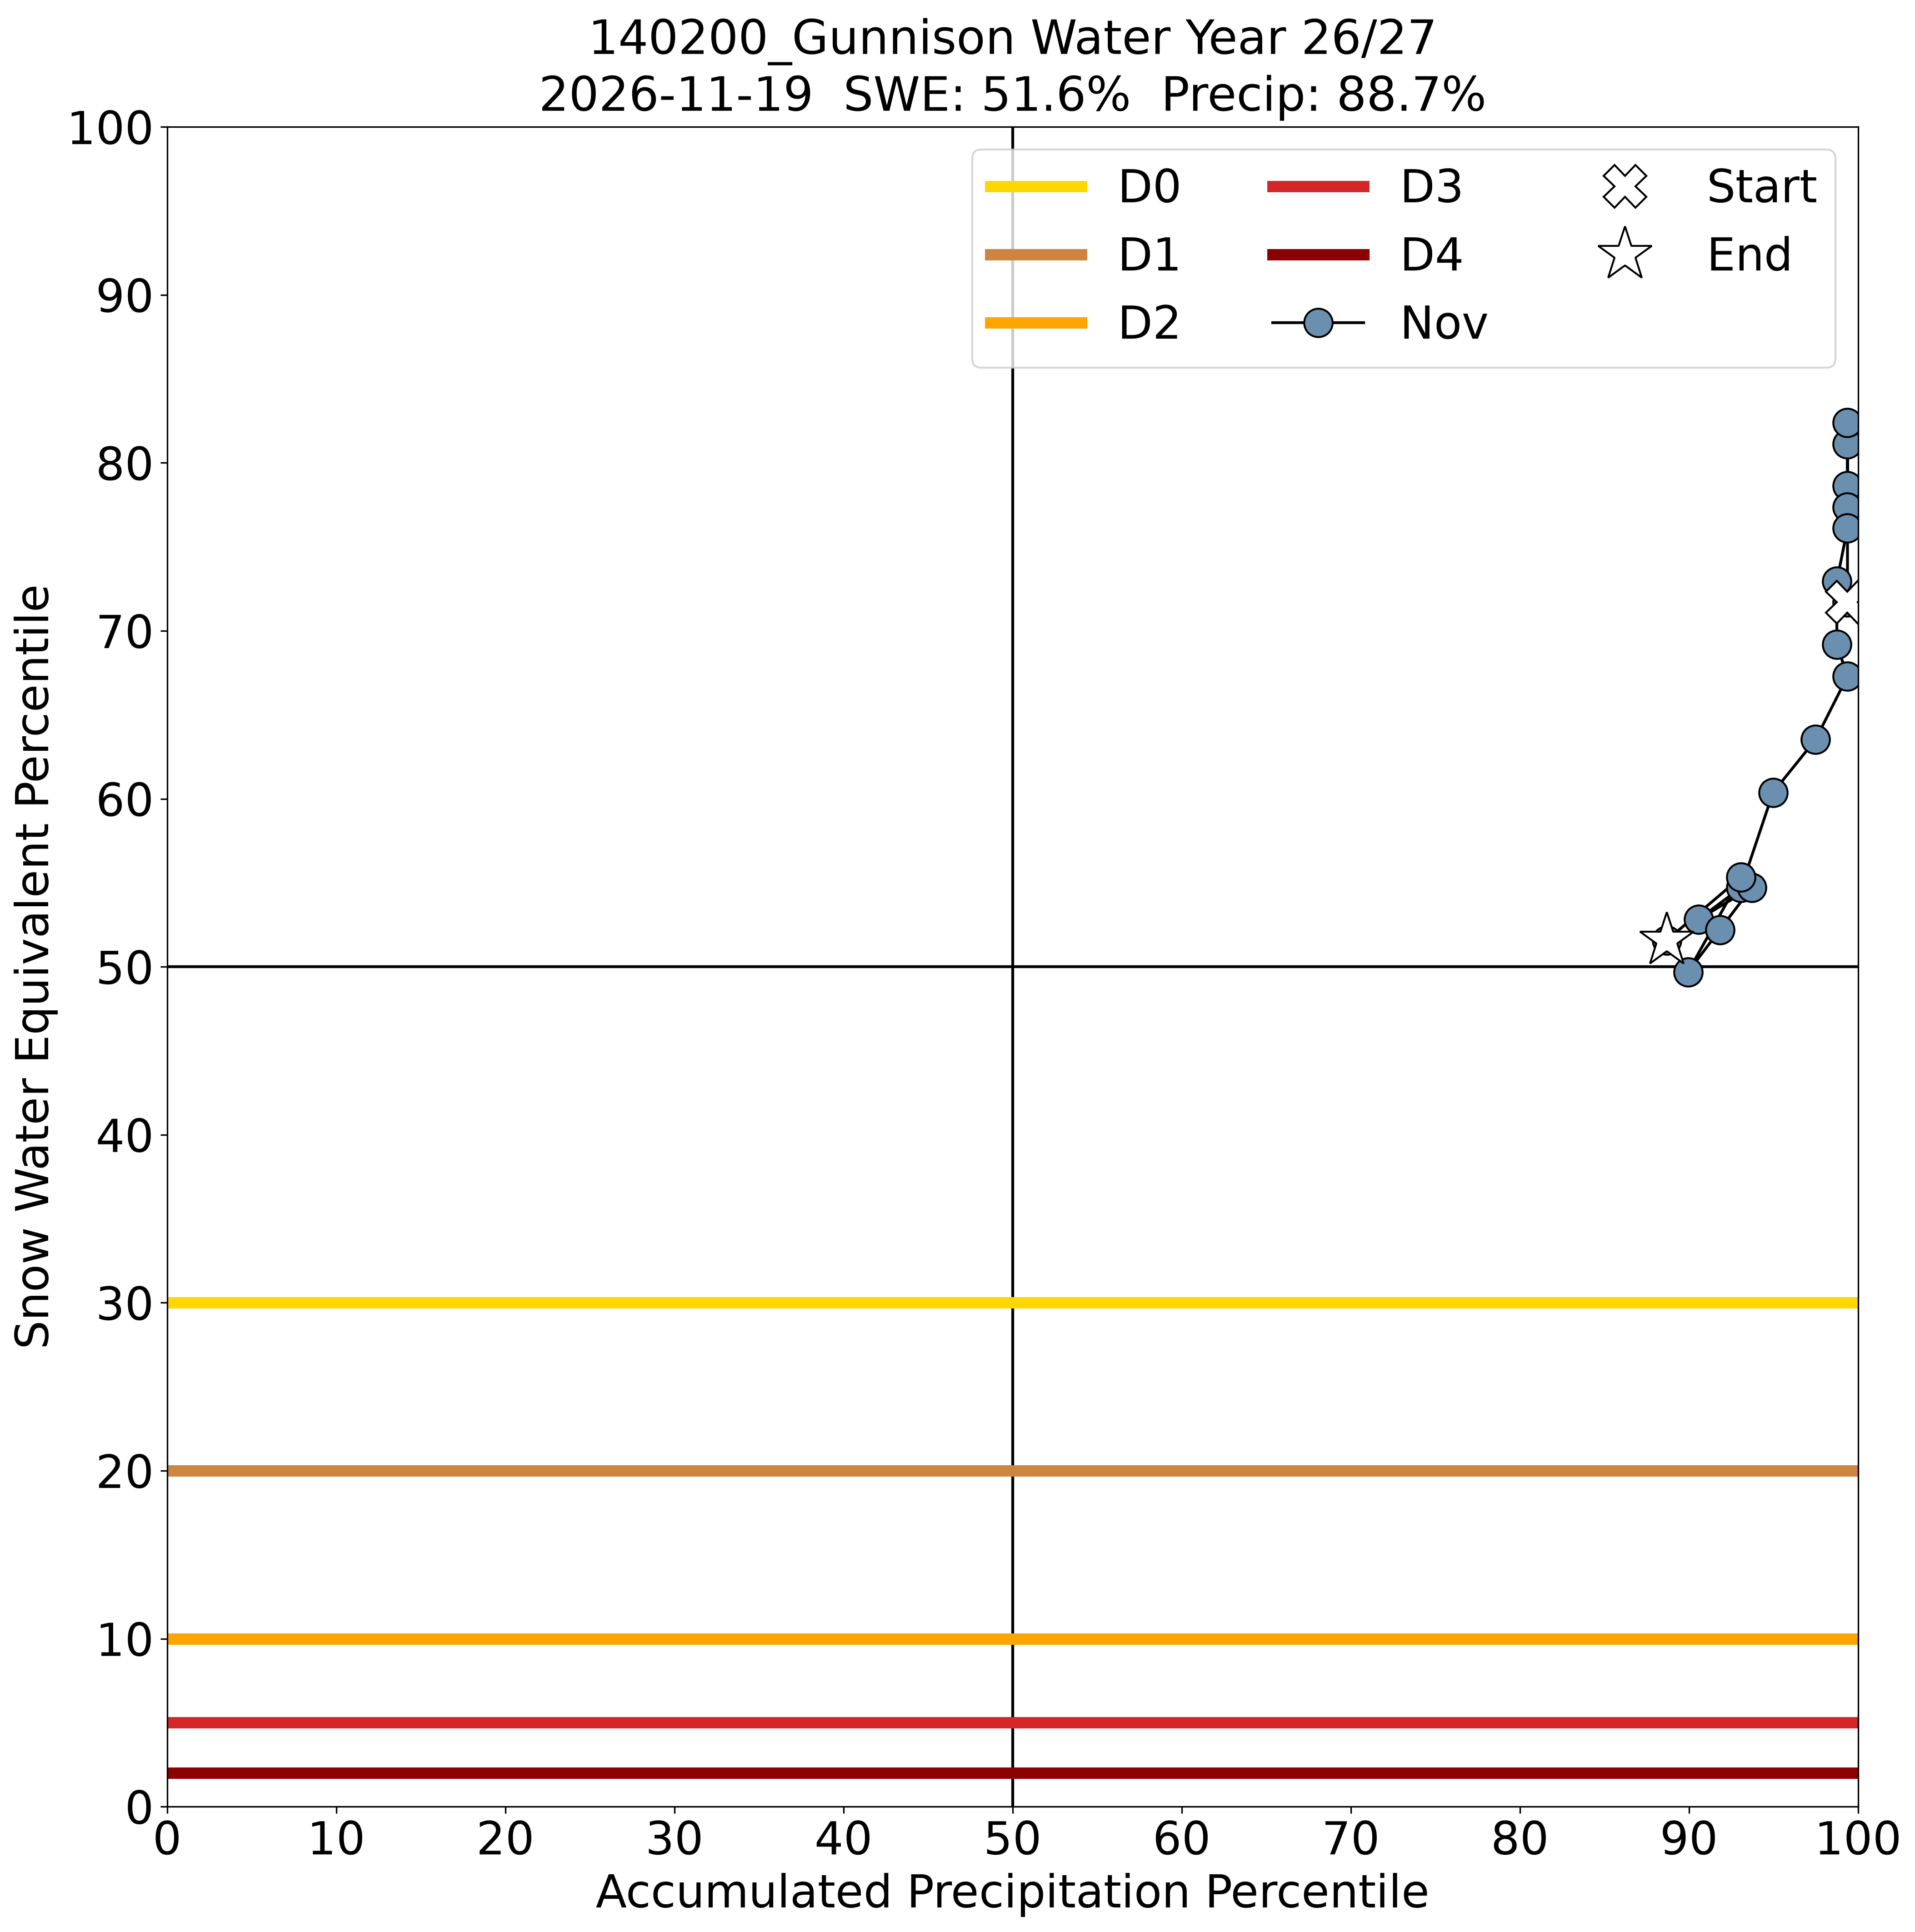 140200_Gunnison Water Year 26/27
2026-11-19  SWE: 51.6%  Precip: 88.7%
100
90
80
70
60
50
40
30
20
10
0
Snow Water Equivalent Percentile
D0
D1
D2
D3
D4
Nov
Start
End
0 10 20 30 40 50 60 70 80 90 100
Accumulated Precipitation Percentile